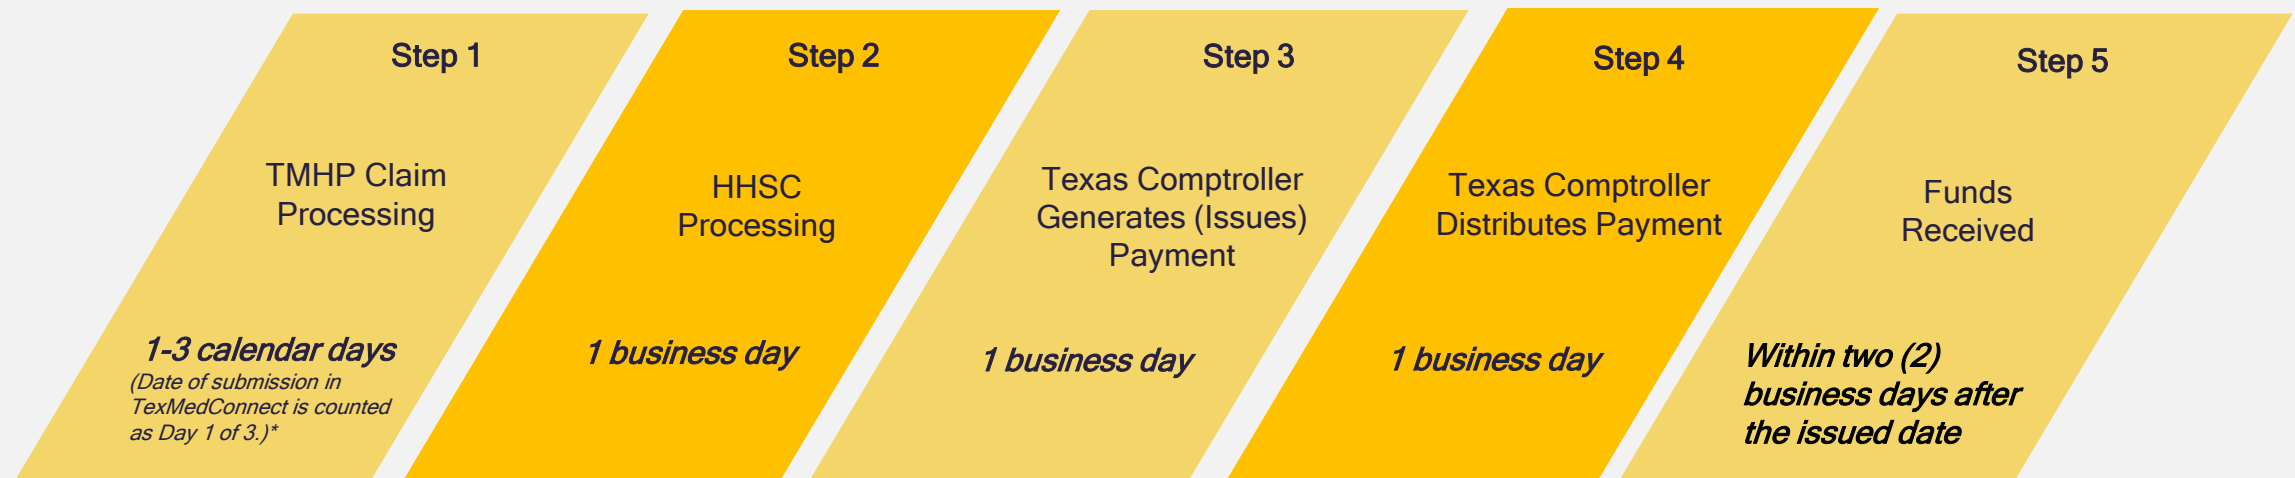 Step 1
TMHP Claim
Processing
1-3 calendar days
(Date of submission in
TexMedConnect is counted
as Day 1 of 3.)*
Step 2
HHSC
Processing
1 business day
Step 3
Texas Comptroller
Generates (Issues)
Payment
1 business day
Step 4
Texas Comptroller
Distributes Payment
1 business day
Step 5
Funds
Received
Within two (2)
business days after
the issued date